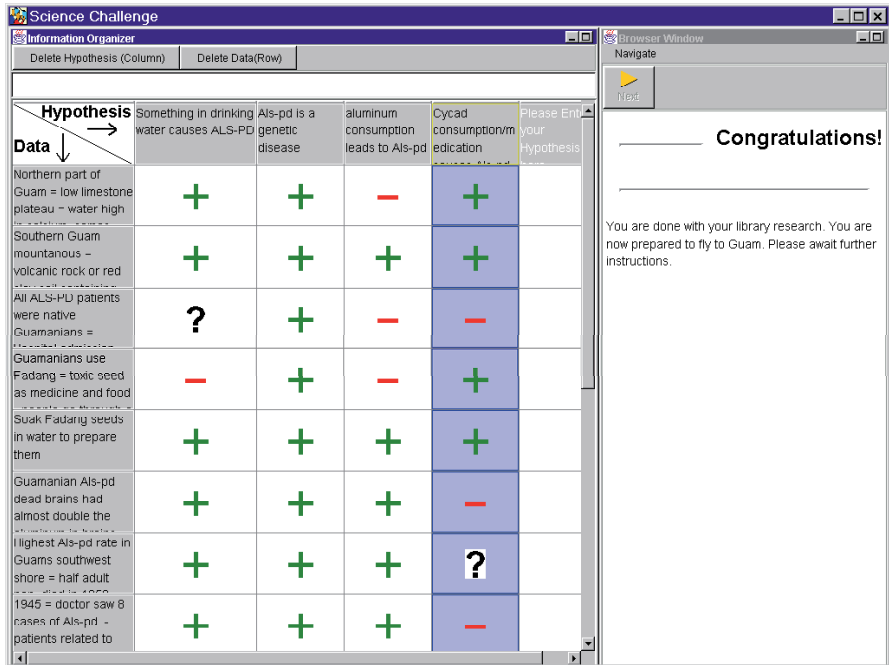 Science Challenge
Information Organizer
Delete Hypothesis (Column)
Delete Data(Row)
Hypothesis
Data
Something in drinking
water causes ALS-PD
Als-pd is a
genetic
disease
aluminum
consumption
leads to Als-pd
Cycad
consumption/m
edication
Please Ent
your
Hypothesis
Northern part of
Guam = low limestone
plateau - water high
+ + - +
Southern Guam
mountanous -
volcanic rock or red
+ + + +
All ALS-PD patients
were native
Guamanians =
? + - -
Guamanians use
Fadang = toxic seed
as medicine and food
- + - +
Soak Fadang seeds
in water to prepare
them
+ + + +
Guamanian Als-pd
dead brains had
almost double the
+ + + -
Highest Als-pd rate in
Guams southwest
shore = half adult
+ + + ?
1945 = doctor saw 8
cases of Als-pd -
patients related to
+ + + -
Browser Window
Navigate
Next
Congratulations!
You are done with your library research. You are
now prepared to fly to Guam. Please await further
instructions.